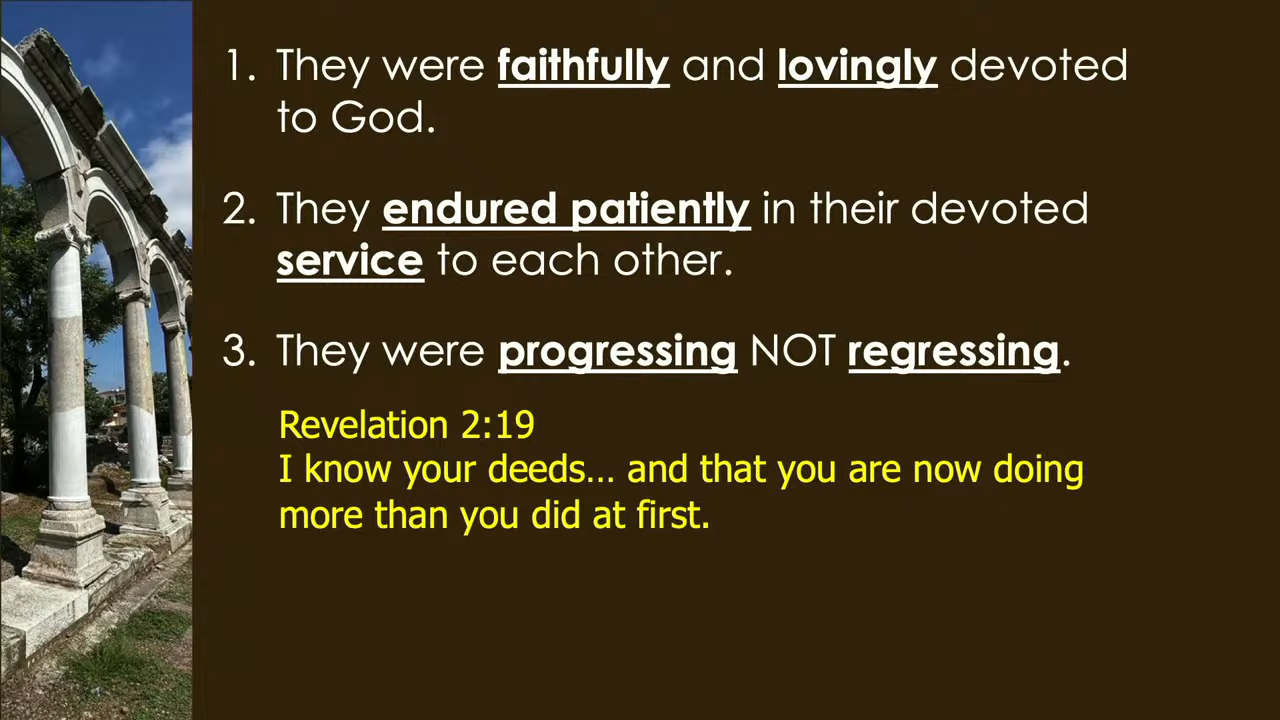 1. They were faithfully and lovingly devoted
to God.
2. They endured patiently in their devoted
service to each other.
3. They were progressing NOT regressing.
Revelation 2:19
I know your deeds… and that you are now doing
more than you did at first.